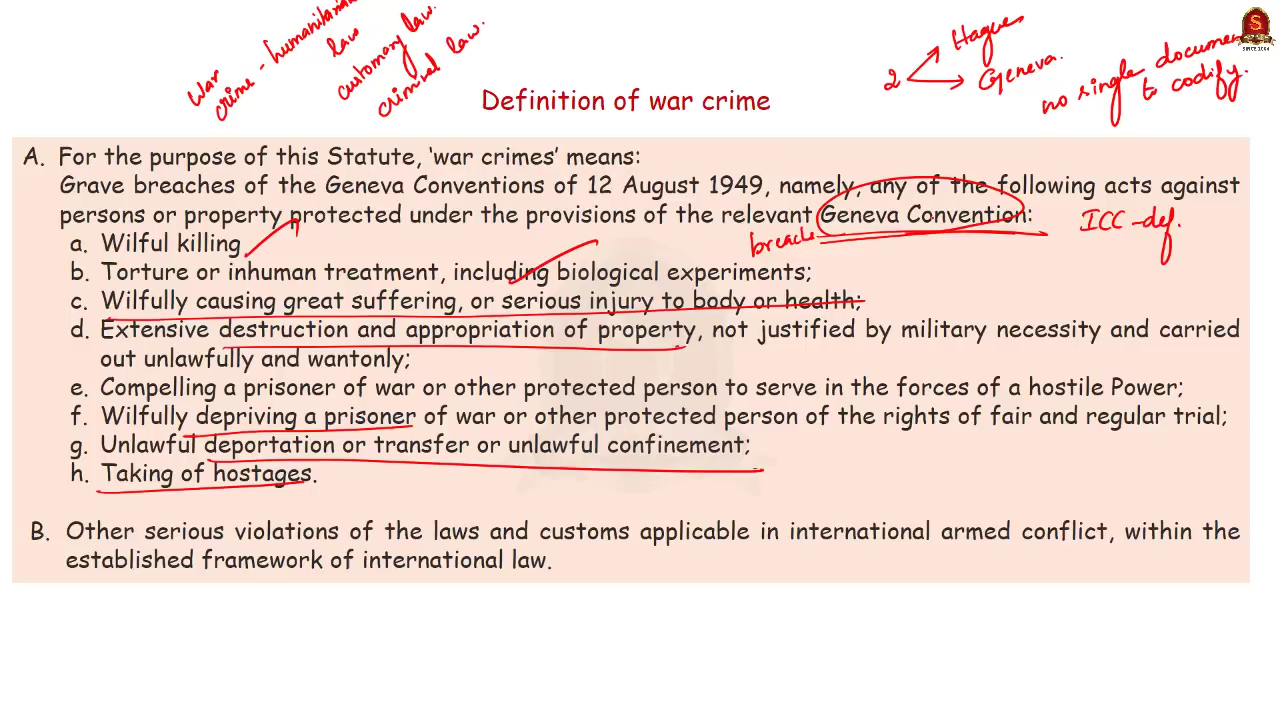 War
crime - humanitarian
law
customary law.
criminal law.
2
Hague
Geneva.
no single document
to codify.
S
SINCE 2004
Definition of war crime
A. For the purpose of this Statute, 'war crimes' means:
Grave breaches of the Geneva Conventions of 12 August 1949, namely, any of the following acts against
persons or property protected under the provisions of the relevant Geneva Convention:
ICC-def.
breach
a. Wilful killing
b. Torture or inhuman treatment, including biological experiments;
c. Wilfully causing great suffering, or serious injury to body or health;
d. Extensive destruction and appropriation of property, not justified by military necessity and carried
out unlawfully and wantonly;
e. Compelling a prisoner of war or other protected person to serve in the forces of a hostile Power;
f. Wilfully depriving a prisoner of war or other protected person of the rights of fair and regular trial;
g. Unlawful deportation or transfer or unlawful confinement;
h. Taking of hostages.
B. Other serious violations of the laws and customs applicable in international armed conflict, within the
established framework of international law.